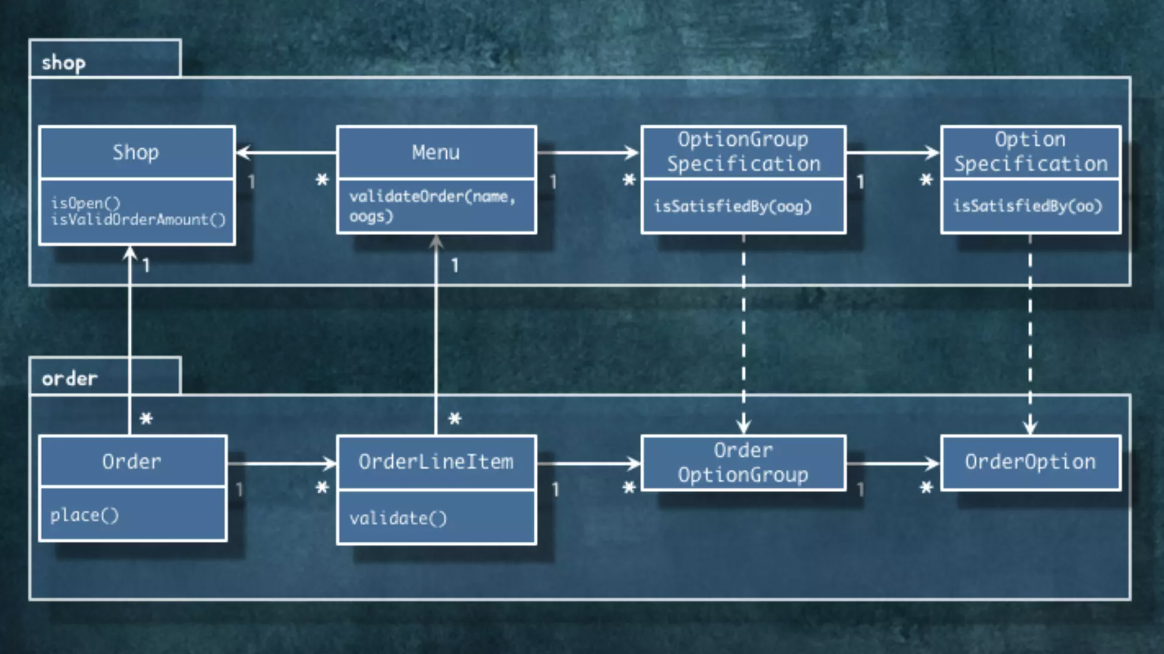 shop
Shop
isOpen()
isValidOrderAmount()
1
*
Menu
validateOrder(name,
oogs)
1
*
OptionGroup
Specification
isSatisfiedBy(oog)
1
*
Option
Specification
isSatisfiedBy(oo)
1
1
order
*
*
Order
place()
1
*
OrderLineItem
validate()
1
*
Order
OptionGroup
1
*
OrderOption